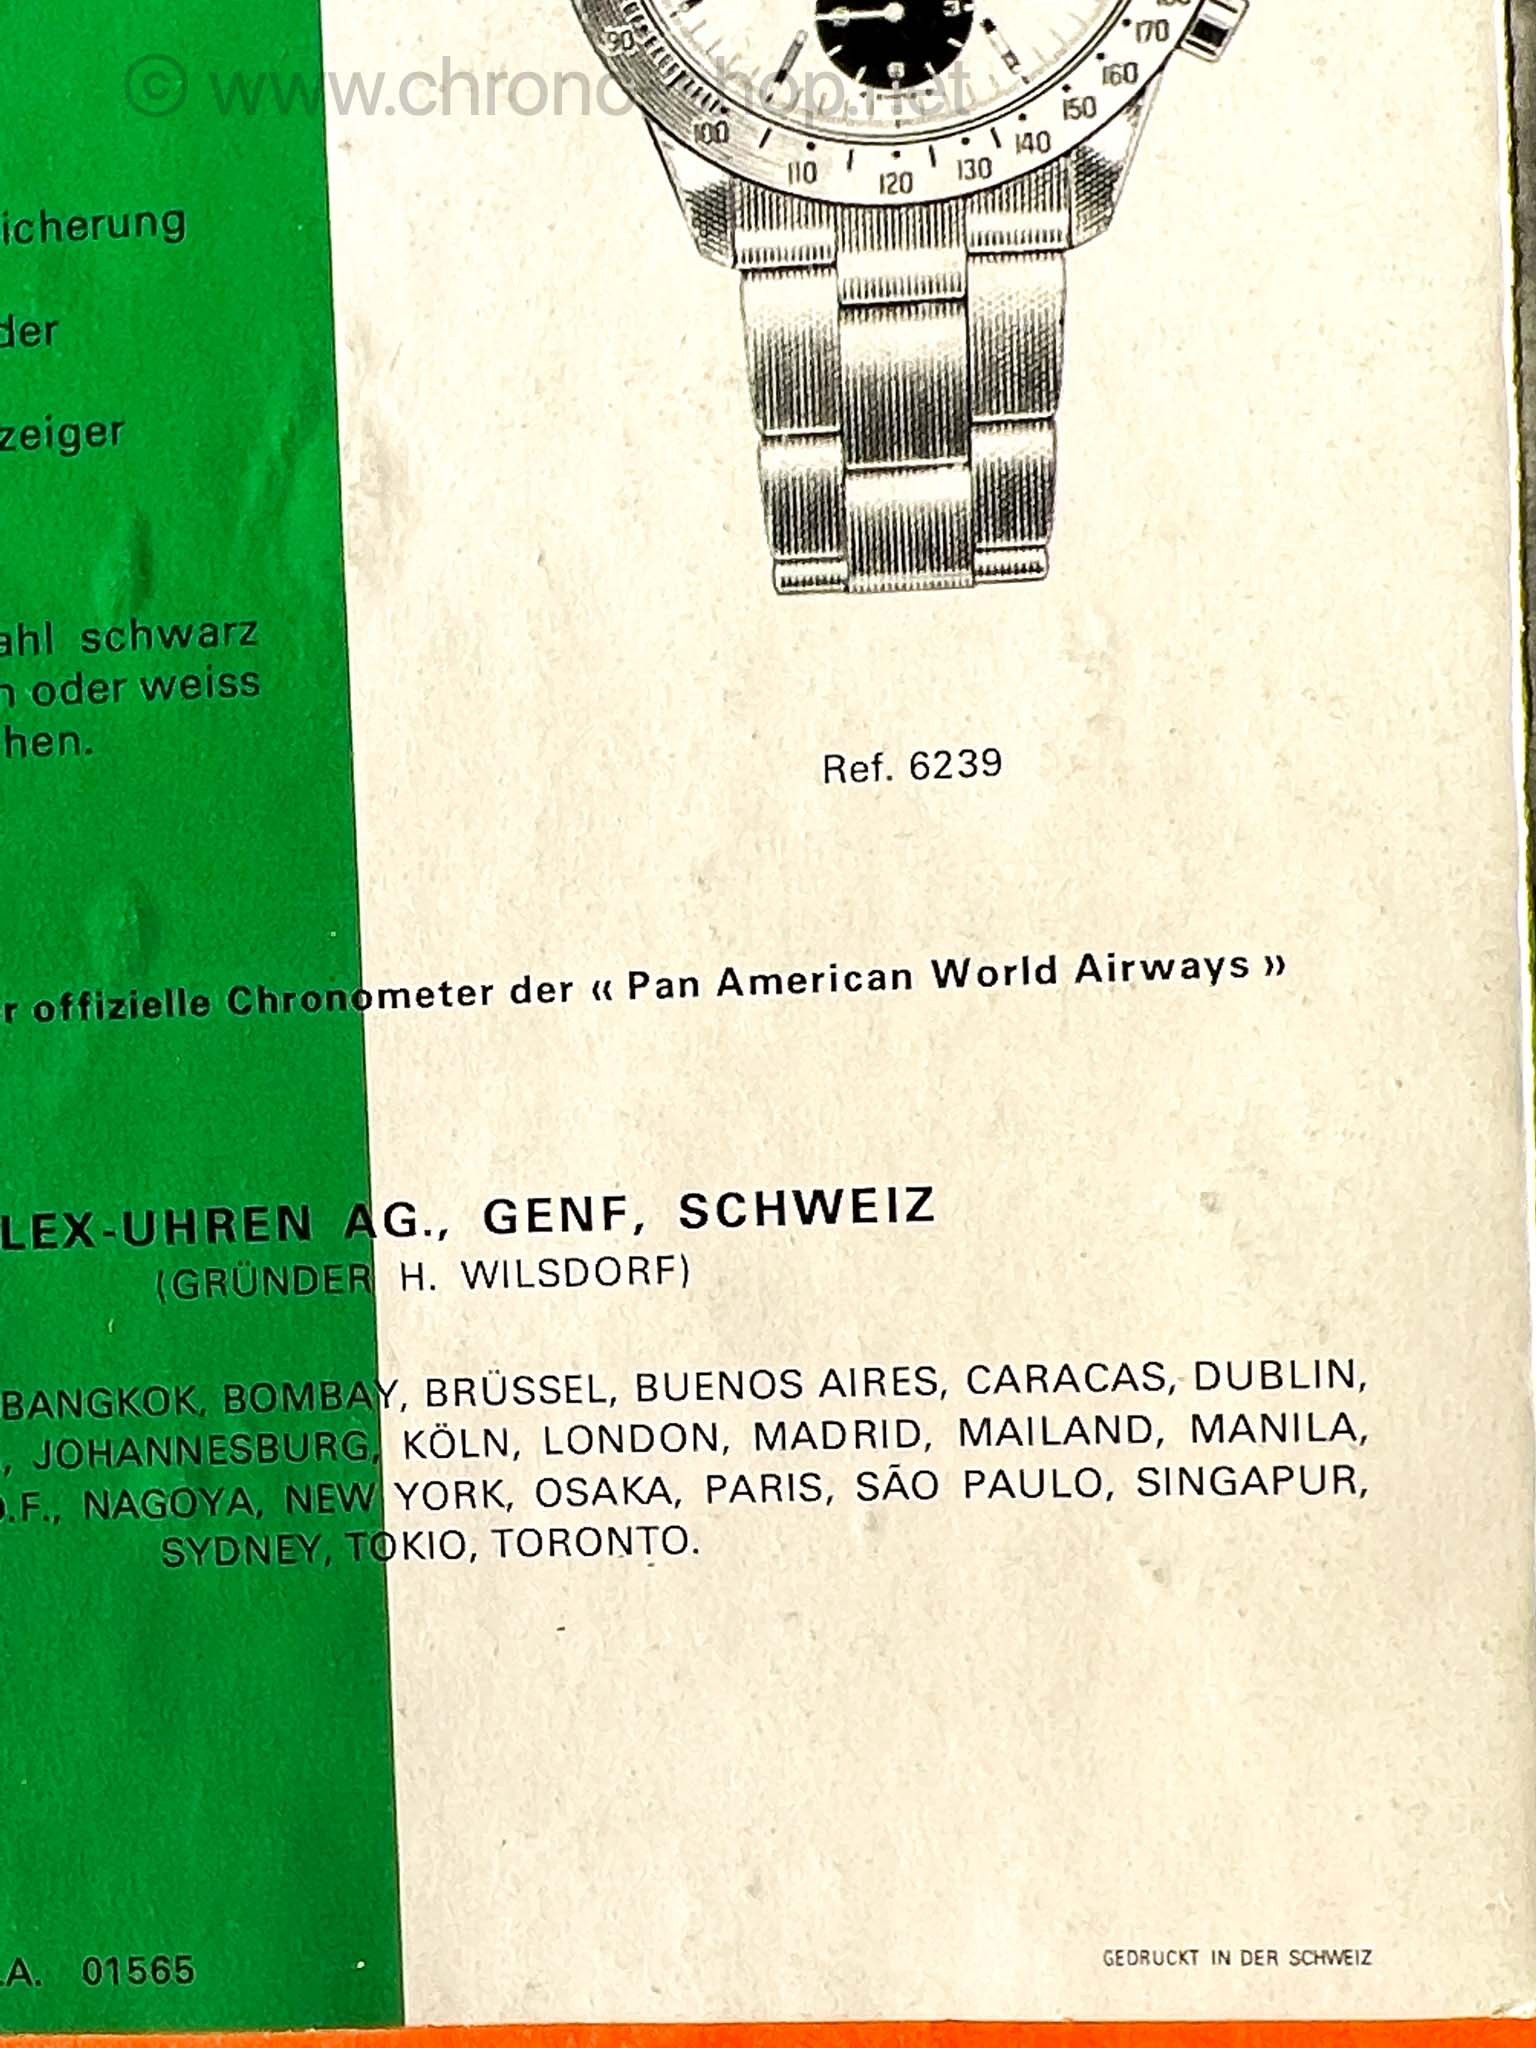 © www.chrono-shop.net
90
100
110
120
130
140
150
160
170
icherung
der
zeiger
ahl schwarz
n oder weiss
hen.
Ref. 6239
r offizielle Chronometer der « Pan American World Airways »
LEX-UHREN AG., GENF, SCHWEIZ
(GRÜNDER H. WILSDORF)
BANGKOK, BOMBAY, BRÜSSEL, BUENOS AIRES, CARACAS, DUBLIN,
, JOHANNESBURG, KÖLN, LONDON, MADRID, MAILAND, MANILA,
D.F., NAGOYA, NEW YORK, OSAKA, PARIS, SÃO PAULO, SINGAPUR,
SYDNEY, TOKIO, TORONTO.
.A. 01565
GEDRUCKT IN DER SCHWEIZ